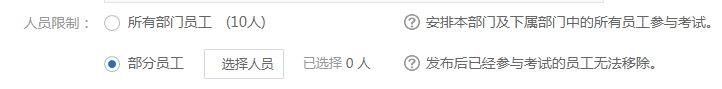 人员限制： 所有部门员工 (10人) ? 安排本部门及下属部门中的所有员工参与考试。
部分员工 选择人员 已选择 0 人 ? 发布后已经参与考试的员工无法移除。